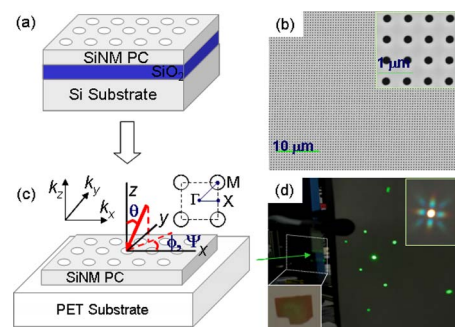 (a)
SiNM PC
SiO2
Si Substrate
(b)
1 μm
10 μm
(c)
kz ky kx
z θ y ϕ, Ψ x
Γ M X
SiNM PC
PET Substrate
(d)